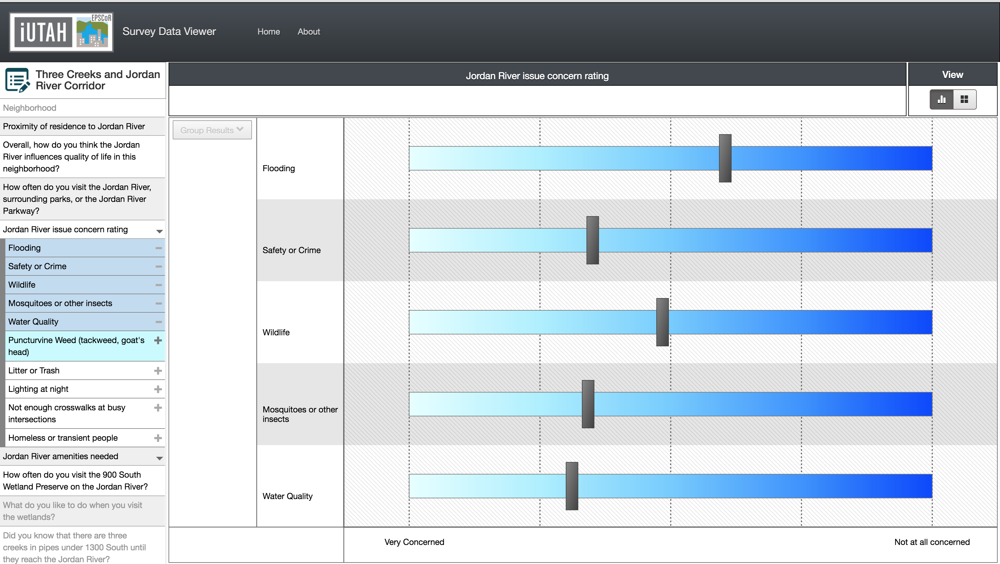 iUTAH
EPSCoR
Survey Data Viewer
Home
About
Three Creeks and Jordan
River Corridor
Neighborhood
Proximity of residence to Jordan River
Overall, how do you think the Jordan
River influences quality of life in this
neighborhood?
How often do you visit the Jordan River,
surrounding parks, or the Jordan River
Parkway?
Jordan River issue concern rating
Flooding
Safety or Crime
Wildlife
Mosquitoes or other insects
Water Quality
Puncturvine Weed (tackweed, goat's
head)
Litter or Trash
Lighting at night
Not enough crosswalks at busy
intersections
Homeless or transient people
Jordan River amenities needed
How often do you visit the 900 South
Wetland Preserve on the Jordan River?
What do you like to do when you visit
the wetlands?
Did you know that there are three
creeks in pipes under 1300 South until
they reach the Jordan River?
Jordan River issue concern rating
View
Group Results
Flooding
Safety or Crime
Wildlife
Mosquitoes or other
insects
Water Quality
Very Concerned
Not at all concerned